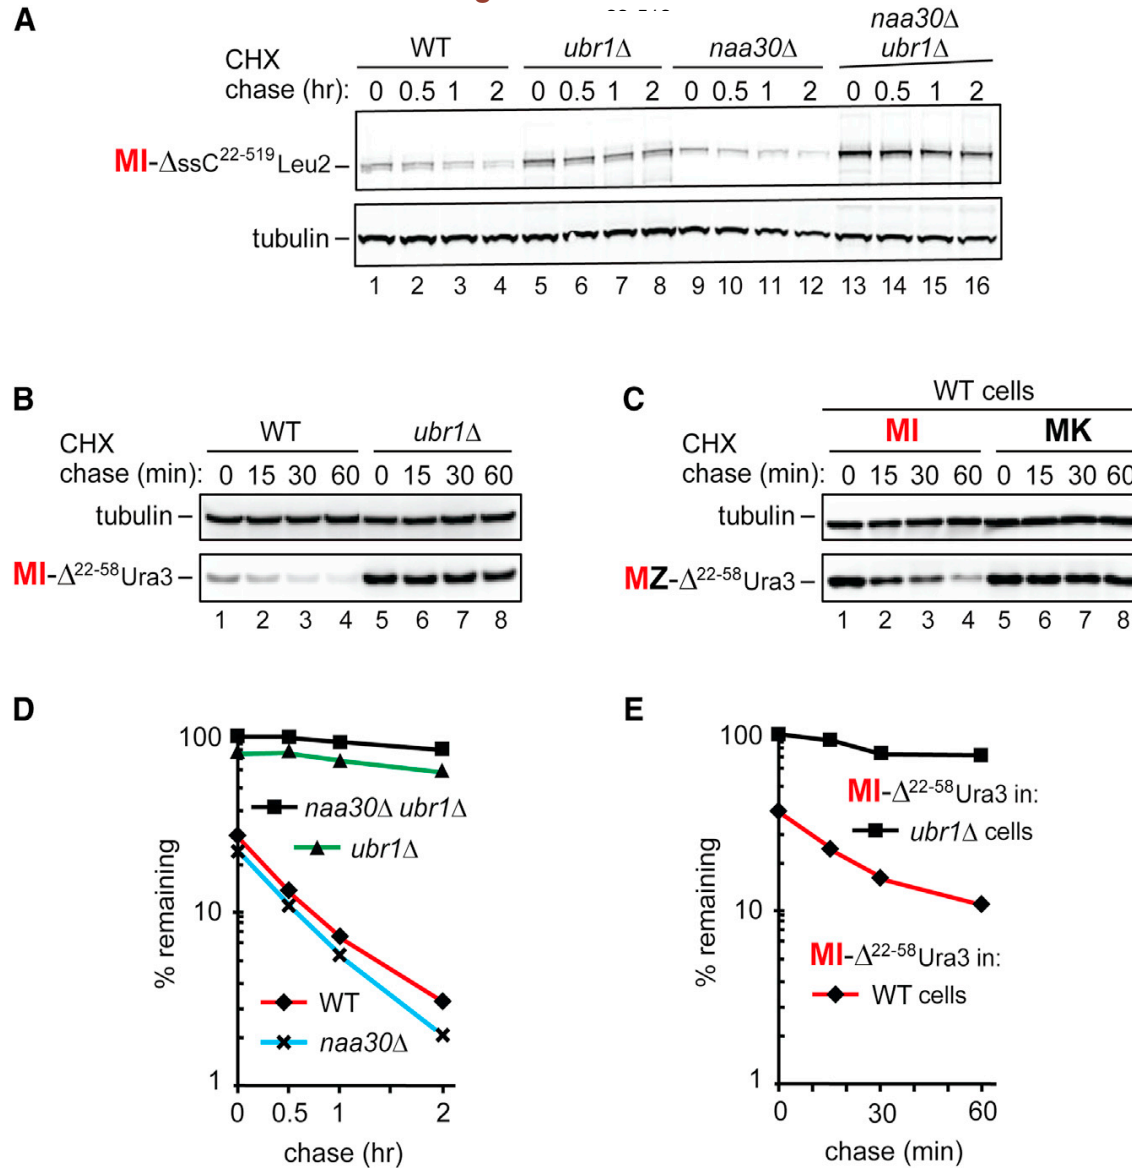 A
WT
ubr1Δ
naa30Δ
naa30Δ
ubr1Δ
CHX
chase (hr): 0 0.5 1 2 0 0.5 1 2 0 0.5 1 2 0 0.5 1 2
MI-ΔssC22-519Leu2
tubulin
1 2 3 4 5 6 7 8 9 10 11 12 13 14 15 16
B
WT ubr1Δ
CHX
chase (min): 0 15 30 60 0 15 30 60
tubulin
MI-Δ22-58Ura3
1 2 3 4 5 6 7 8
C
WT cells
MI MK
CHX
chase (min): 0 15 30 60 0 15 30 60
tubulin
MZ-Δ22-58Ura3
1 2 3 4 5 6 7 8
D
% remaining
100
10
1
naa30Δ ubr1Δ
ubr1Δ
WT
naa30Δ
0 0.5 1 2
chase (hr)
E
% remaining
100
10
1
MI-Δ22-58Ura3 in:
ubr1Δ cells
MI-Δ22-58Ura3 in:
WT cells
0 30 60
chase (min)